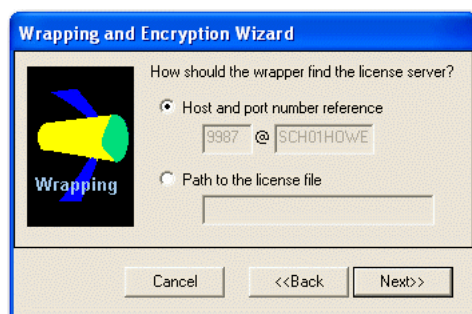 Wrapping and Encryption Wizard
How should the wrapper find the license server?
Host and port number reference
9987 @ SCH01HOWE
Wrapping
Path to the license file
Cancel <<Back Next>>